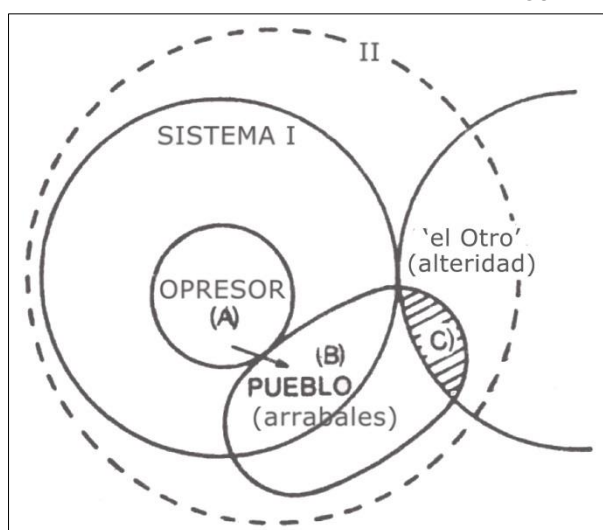 II
SISTEMA I
'el Otro'
(alteridad)
OPRESOR
(A)
(B)
C)
PUEBLO
(arrabales)